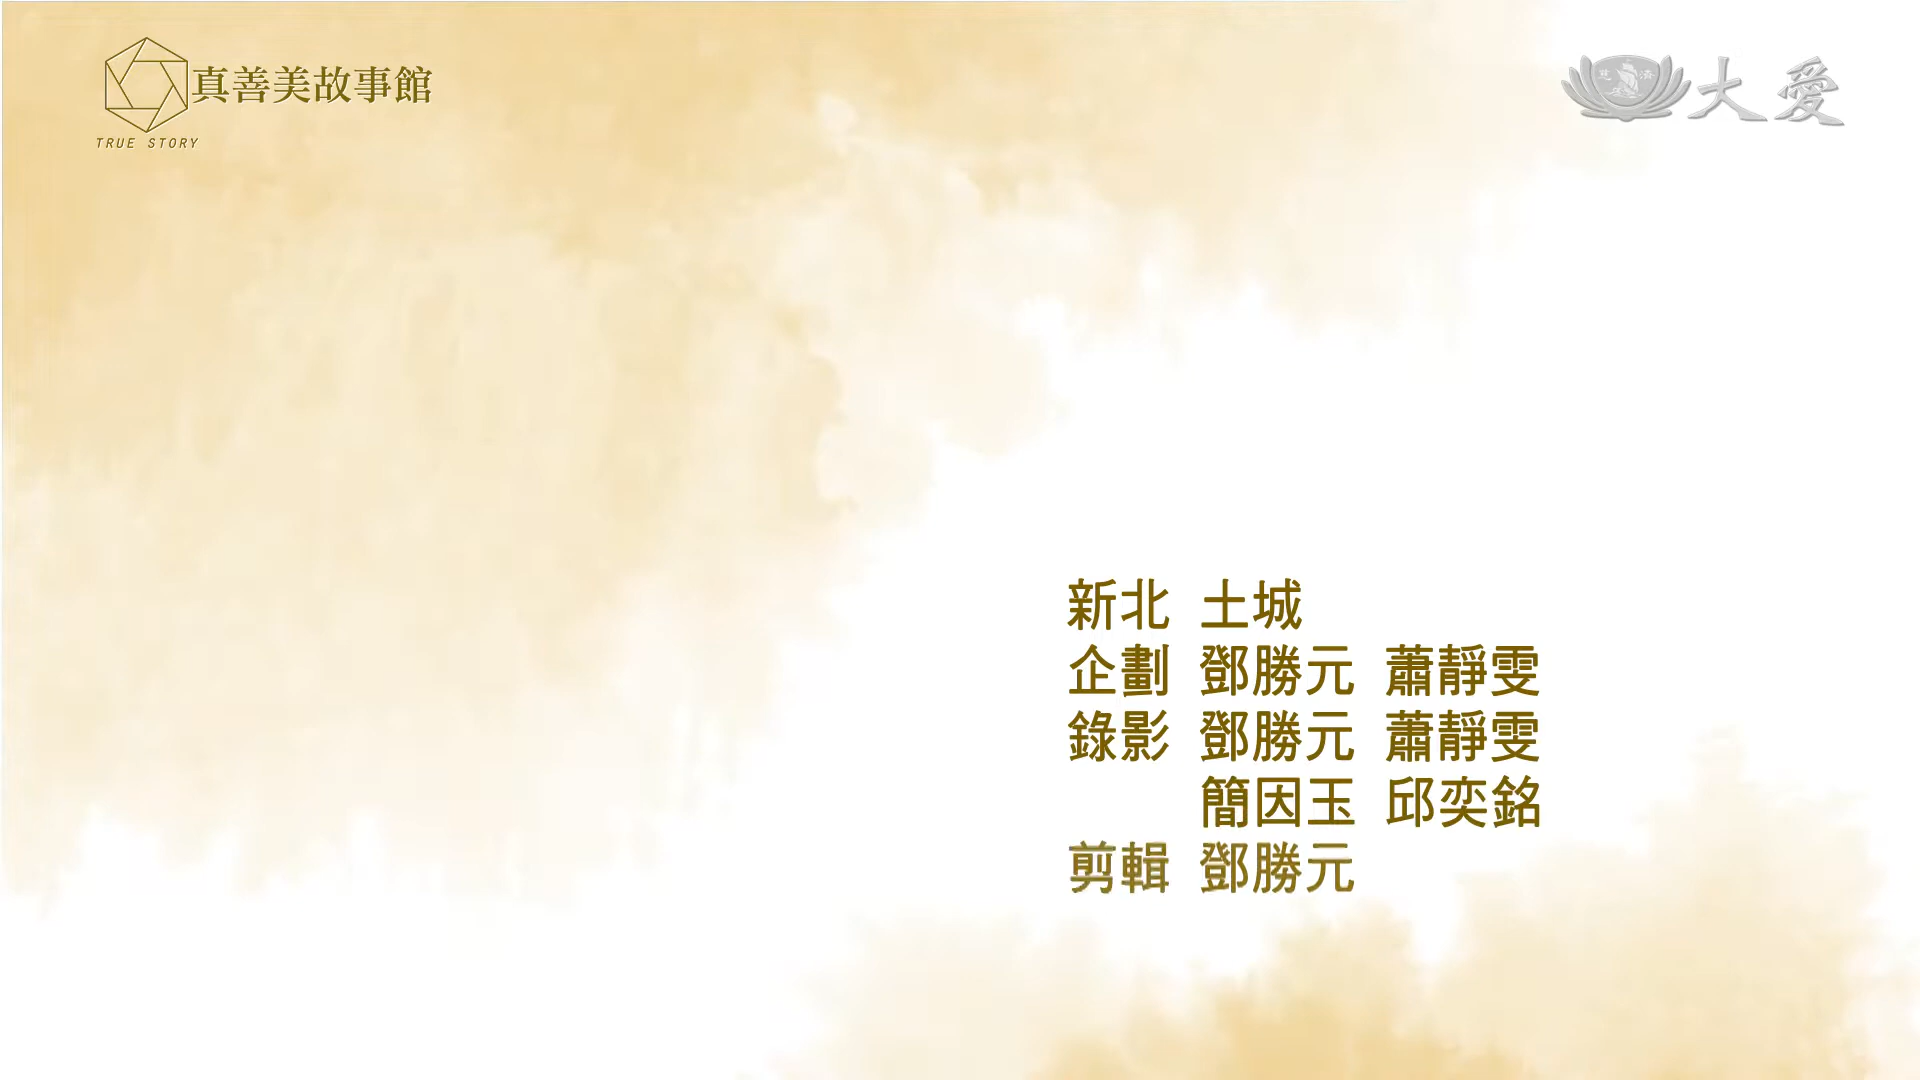 真善美故事館
TRUE STORY
慈濟
大愛
新北 土城
企劃 鄧勝元 蕭靜雯
錄影 鄧勝元 蕭靜雯
簡因玉 邱奕銘
剪輯 鄧勝元